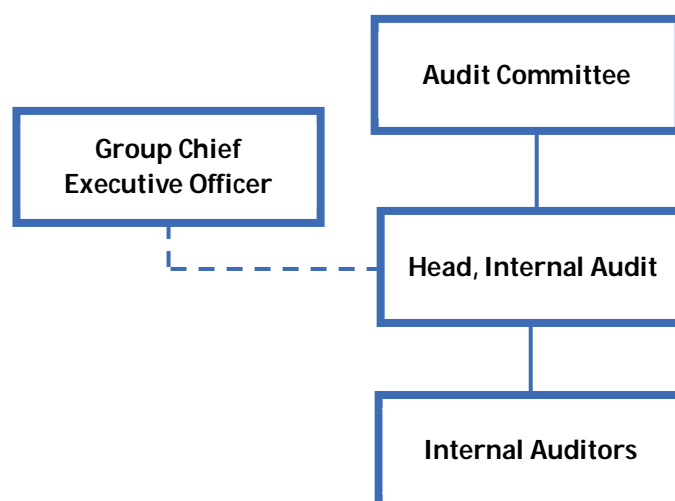 Audit Committee
Group Chief
Executive Officer
Head, Internal Audit
Internal Auditors